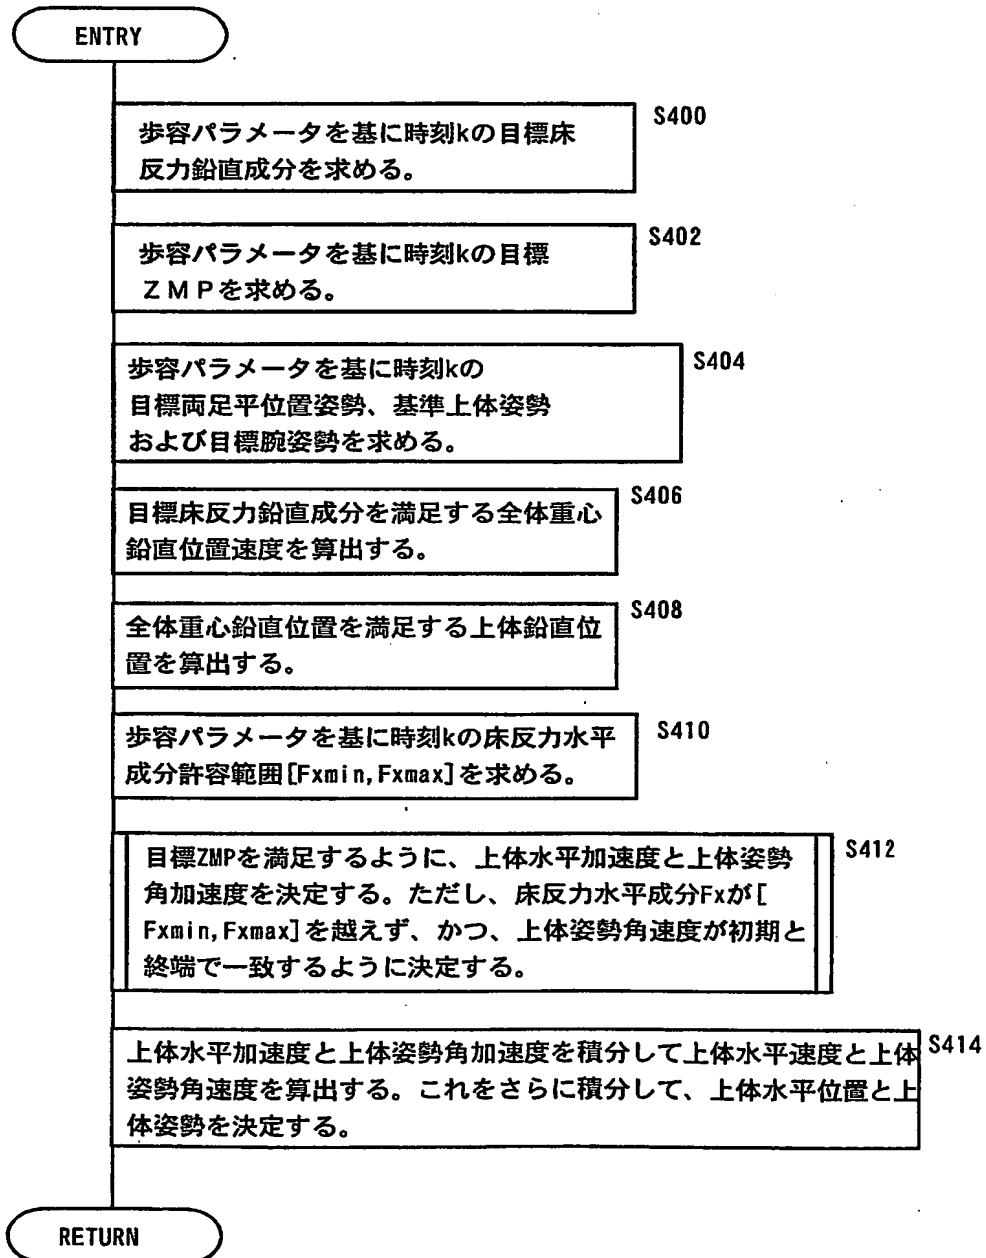 ENTRY
S400
歩容パラメータを基に時刻kの目標床
反力鉛直成分を求める。
S402
歩容パラメータを基に時刻kの目標
ＺＭＰを求める。
S404
歩容パラメータを基に時刻kの
目標両足平位置姿勢、基準上体姿勢
および目標腕姿勢を求める。
S406
目標床反力鉛直成分を満足する全体重心
鉛直位置速度を算出する。
S408
全体重心鉛直位置を満足する上体鉛直位
置を算出する。
S410
歩容パラメータを基に時刻kの床反力水平
成分許容範囲[Fxmin,Fxmax]を求める。
S412
目標ZMPを満足するように、上体水平加速度と上体姿勢
角加速度を決定する。ただし、床反力水平成分Fxが[
Fxmin,Fxmax]を越えず、かつ、上体姿勢角速度が初期と
終端で一致するように決定する。
S414
上体水平加速度と上体姿勢角加速度を積分して上体水平速度と上体
姿勢角速度を算出する。これをさらに積分して、上体水平位置と上
体姿勢を決定する。
RETURN